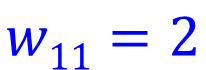 w₁₁ = 2